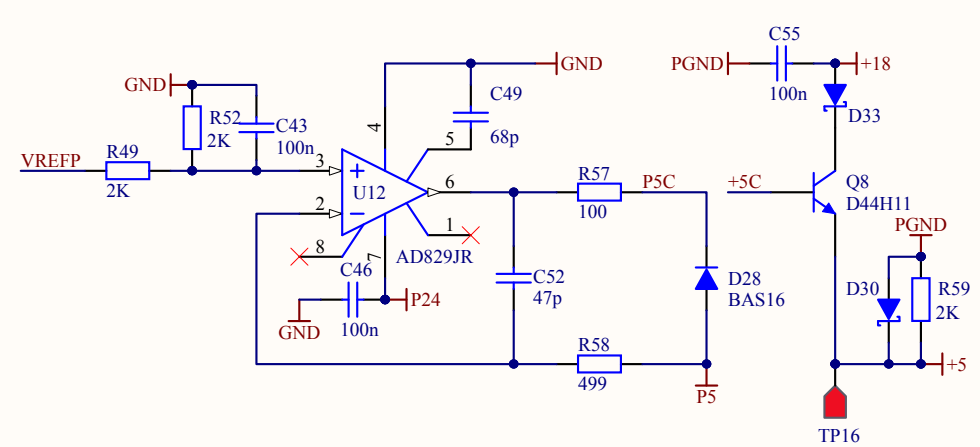 C55
PGND
+18
100n
D33
GND
C49
68p
4
5
GND
R52
2K
C43
100n
VREFP
R49
2K
3
U12
6
2
1
8
7
AD829JR
R57
100
P5C
+5C
Q8
D44H11
PGND
C46
100n
GND
P24
C52
47p
D28
BAS16
D30
R59
2K
R58
499
P5
+5
TP16